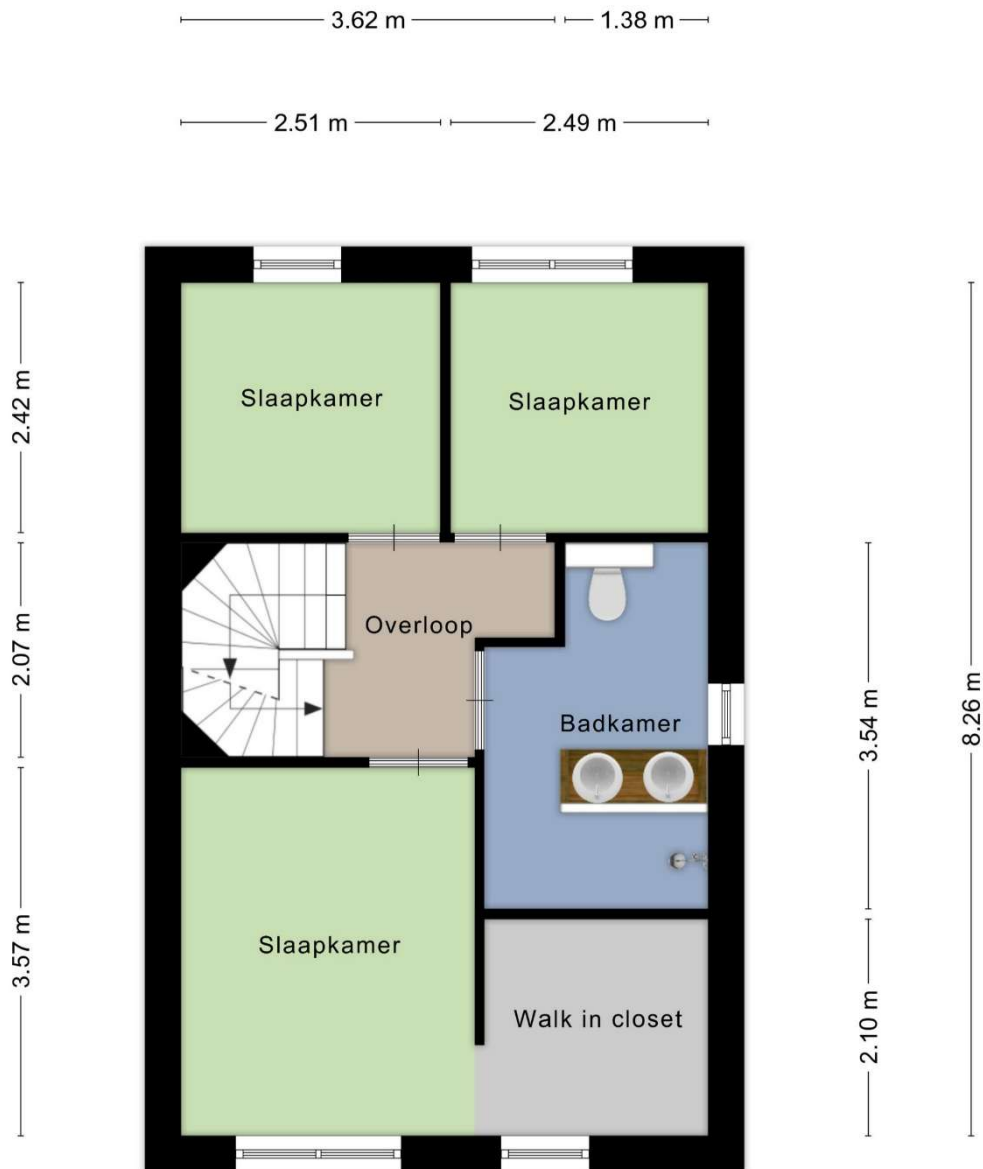 3.62 m
1.38 m
2.51 m
2.49 m
2.42 m
Slaapkamer
Slaapkamer
2.07 m
Overloop
Badkamer
3.54 m
8.26 m
3.57 m
Slaapkamer
Walk in closet
2.10 m